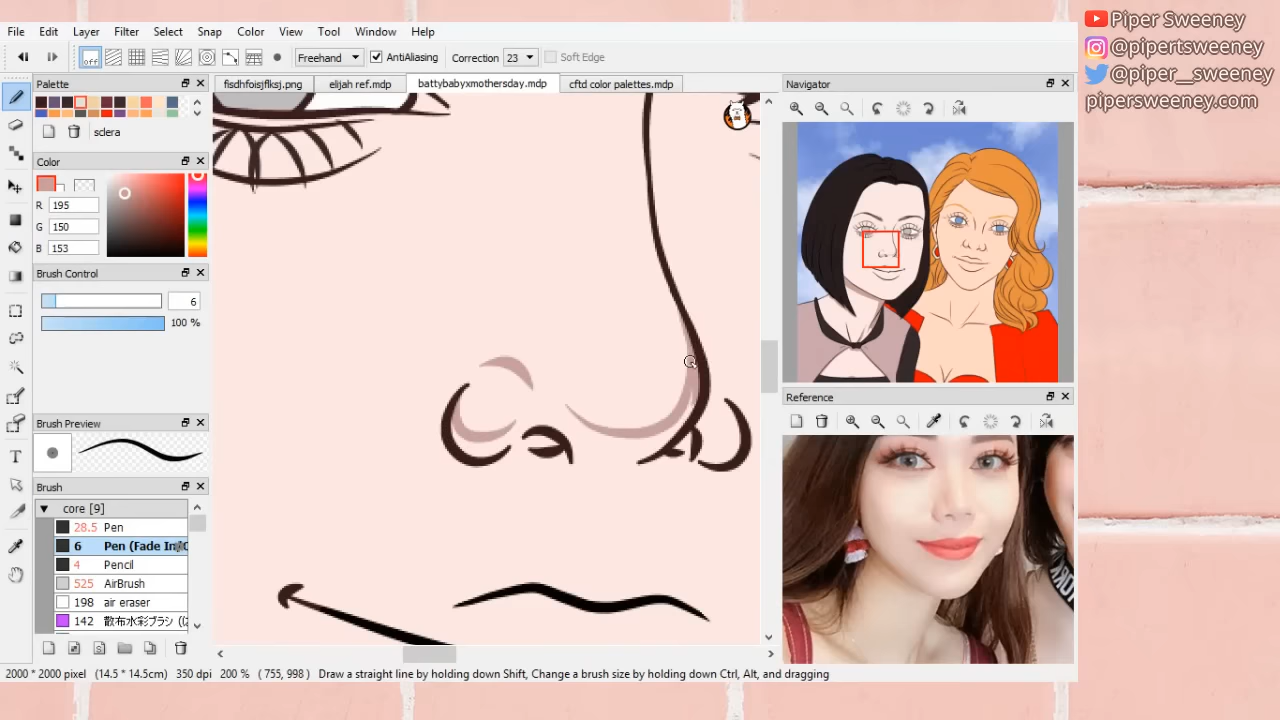 File Edit Layer Filter Select Snap Color View Tool Window Help
off Freehand AntiAliasing Correction 23 Soft Edge
Palette
fisdhfoisjflksj.png elijah ref.mdp battybabyxmothersday.mdp cftd color palettes.mdp
Navigator
sclera
Color
R 195
G 150
B 153
Brush Control
6
100 %
Reference
Brush Preview
Brush
core [9]
28.5 Pen
6 Pen (Fade In/O
4 Pencil
525 AirBrush
198 air eraser
142 散布水彩ブラシ
2000 * 2000 pixel (14.5 * 14.5cm) 350 dpi 200 % ( 755, 998 ) Draw a straight line by holding down Shift, Change a brush size by holding down Ctrl, Alt, and dragging
Piper Sweeney
@pipertsweeney
@piper__sweeney
pipersweeney.com